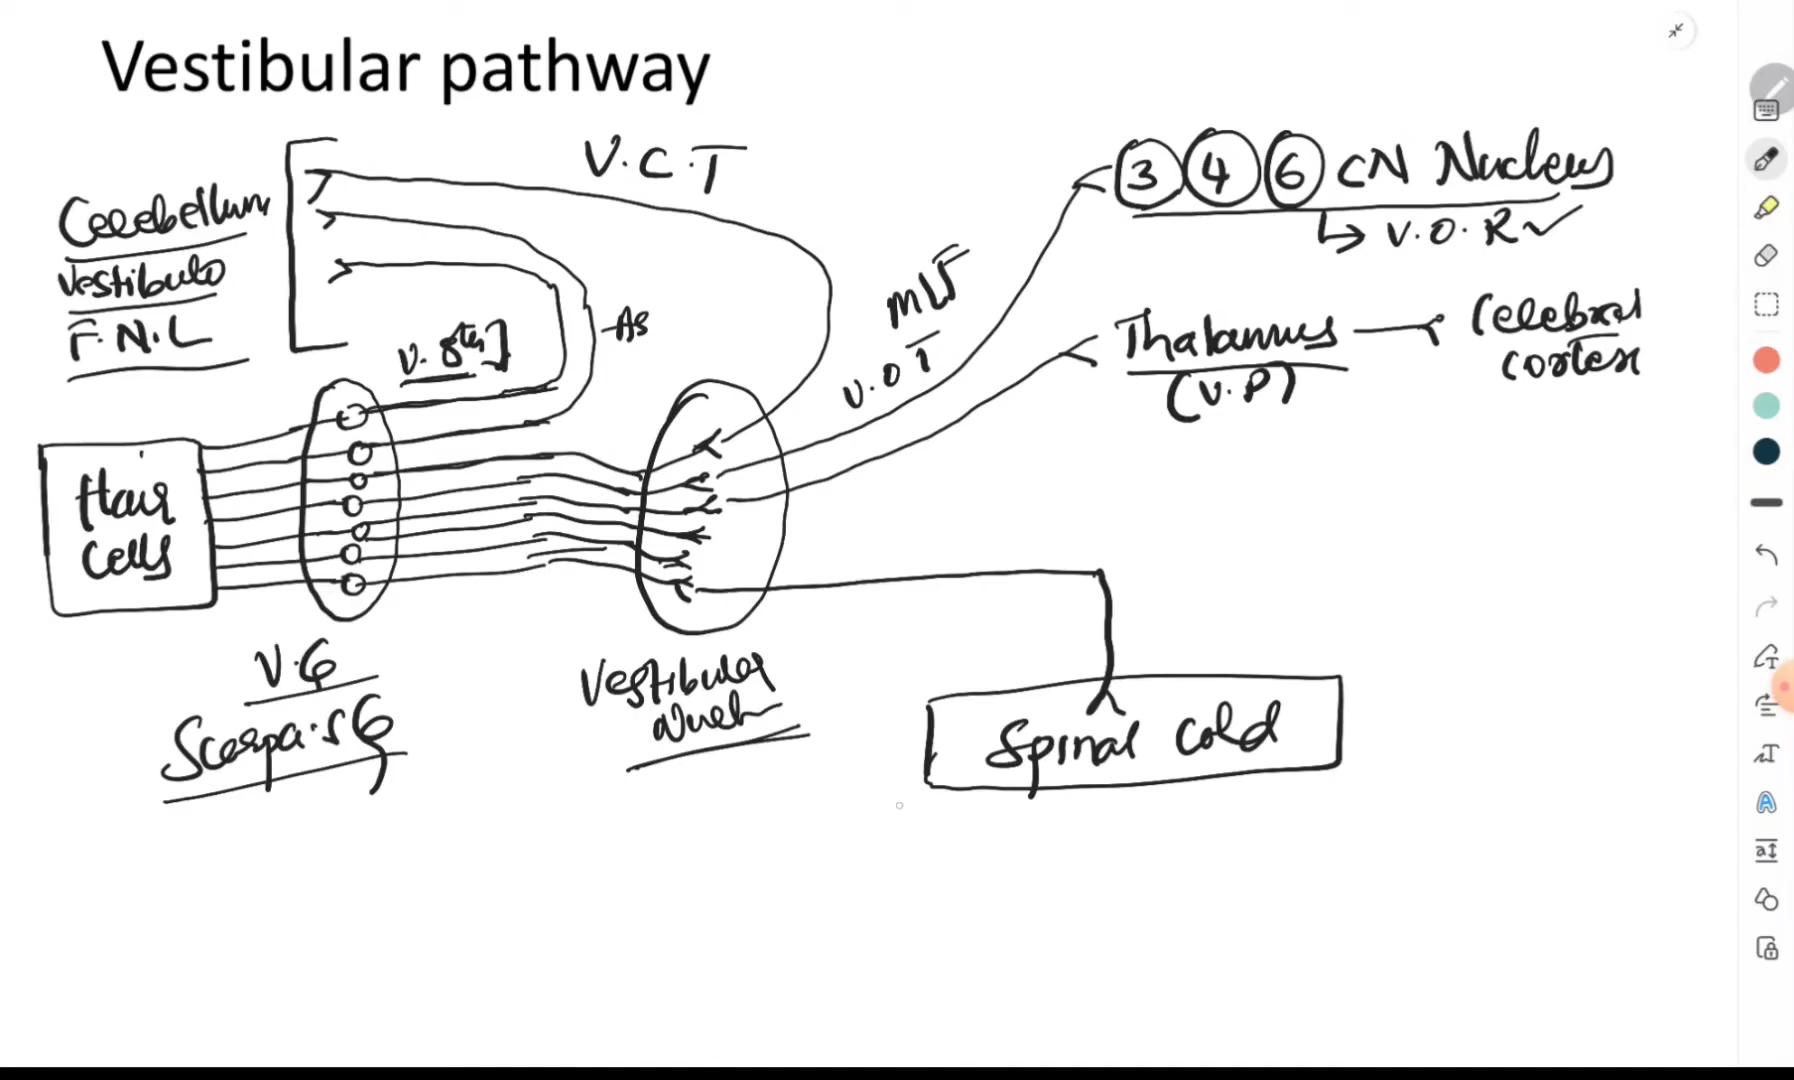 Vestibular pathway
V.C.T
Cerebellum
Vestibulo
F.N.L
V. 8th]
AS
MLF
V.O.T
3 4 6 CN Nucleus
↳ V.O.R ✓
Thalamus
(V.P)
Cerebral
cortex
Hair
Cells
V.G
Scarpa's G
Vestibular
Nucl
Spinal Cord